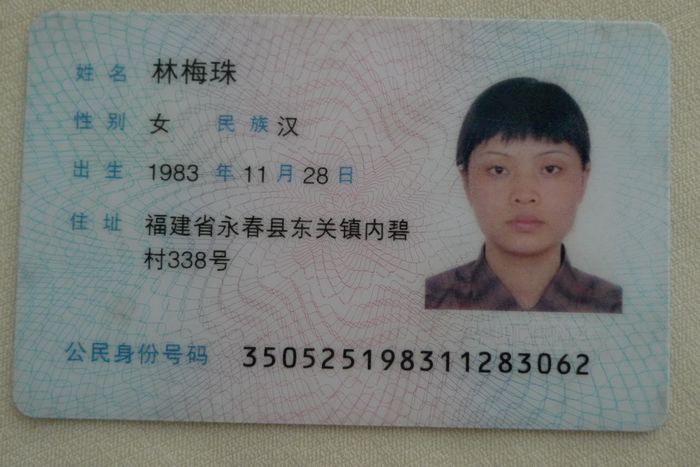 姓名 林梅珠
性别 女 民族 汉
出生 1983 年 11 月 28 日
住址 福建省永春县东关镇内碧
村338号
公民身份号码 350525198311283062